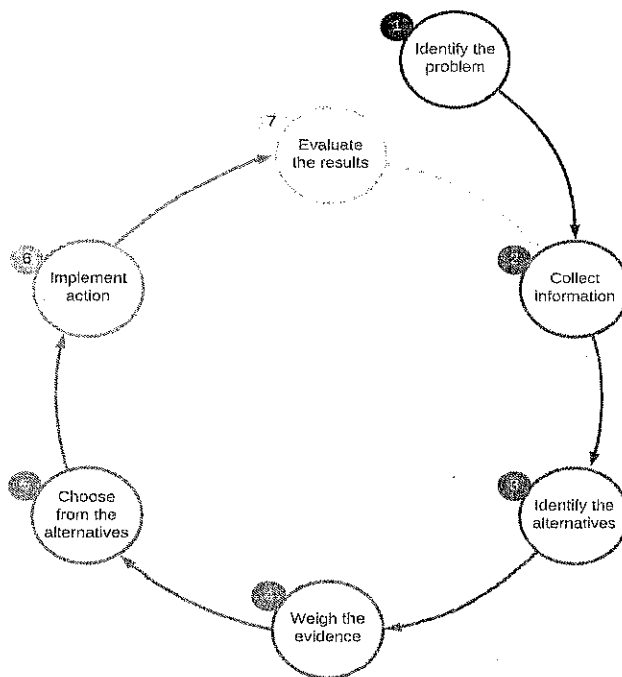 1
Identify the
problem
2
Collect
information
3
Identify the
alternatives
Weigh the
evidence
Choose
from the
alternatives
6
Implement
action
7
Evaluate
the results